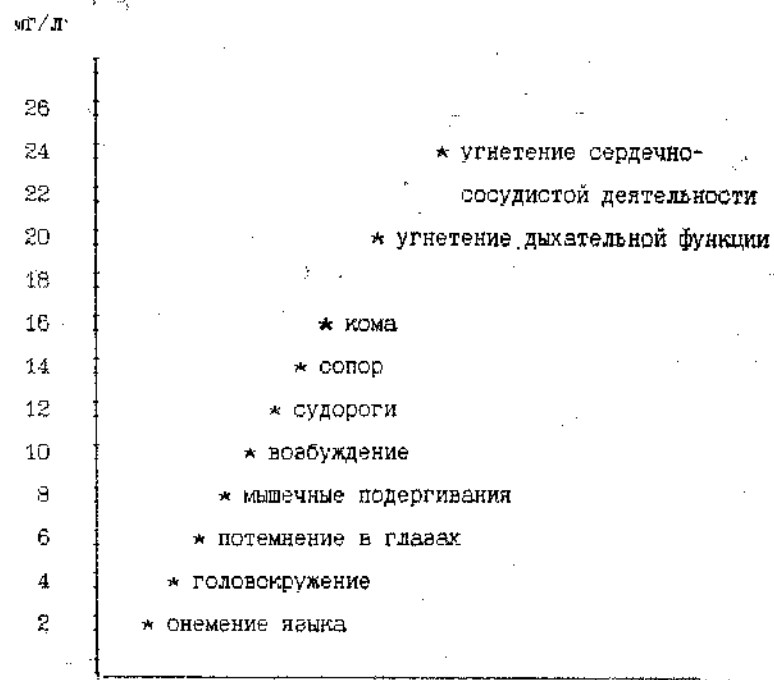 мг/л
26
24 * угнетение сердечно-
22 сосудистой деятельности
20 * угнетение дыхательной функции
18
16 * кома
14 * сопор
12 * судороги
10 * возбуждение
8 * мышечные подергивания
6 * потемнение в глазах
4 * головокружение
2 * онемение языка